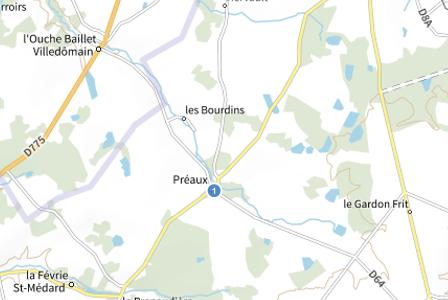 rroirs
D8A
l'Ouche Baillet
Villedômain
les Bourdins
D775
Préaux
1
le Gardon Frit
la Févrie
St-Médard
D64